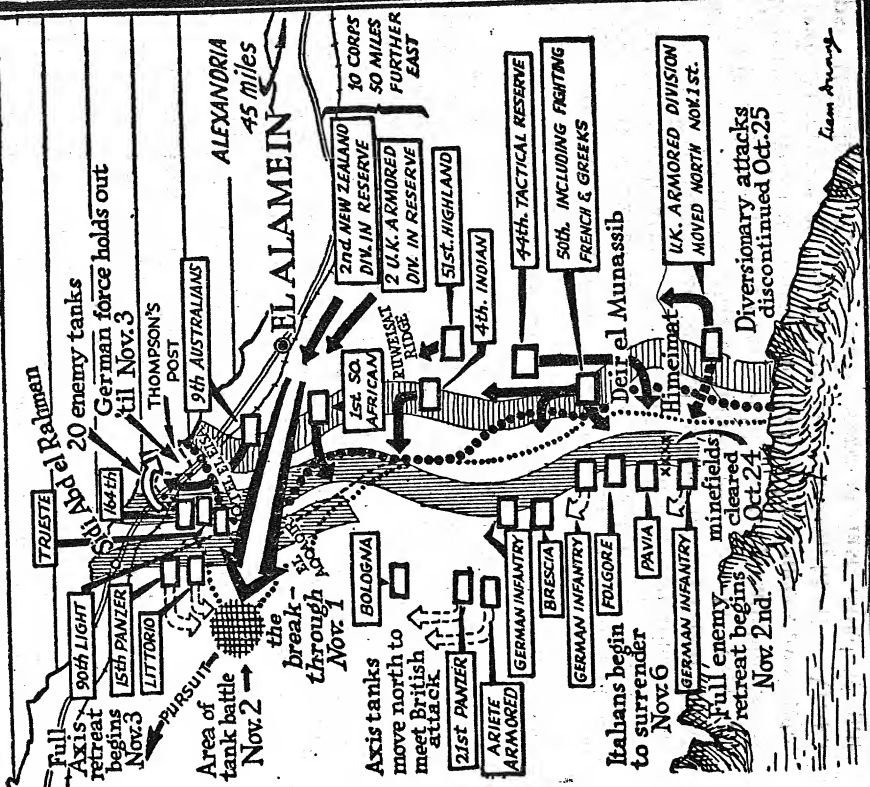 ALEXANDRIA
45 miles
10 CORPS
50 MILES
FURTHER
EAST
EL ALAMEIN
2nd. NEW ZEALAND
DIV. IN RESERVE
2 U.K. ARMORED
DIV. IN RESERVE
51st. HIGHLAND
4th. INDIAN
44th. TACTICAL RESERVE
50th. INCLUDING FIGHTING
FRENCH & GREEKS
U.K. ARMORED DIVISION
MOVED NORTH NOV. 1st.
Sidi Abd el Rahman
20 enemy tanks
German force holds out
'til Nov. 3
THOMPSON'S
POST
9th AUSTRALIANS
TRIESTE
164th
1st. SO.
AFRICAN
RUWEISAT
RIDGE
Deir el Munassib
Himeimat
Diversionary attacks
discontinued Oct. 25
90th LIGHT
15th PANZER
LITTORIO
Full
Axis
retreat
begins
Nov.3
PURSUIT
Area of
tank battle
Nov. 2
the
break-
through
Nov. 1
BOLOGNA
Axis tanks
move north to
meet British
attack
21st PANZER
ARIETE
ARMORED
GERMAN INFANTRY
BRESCIA
GERMAN INFANTRY
FOLGORE
PAVIA
GERMAN INFANTRY
Italians begin
to surrender
Nov. 6
minefields
cleared
Oct. 24
Full enemy
retreat begins
Nov. 2nd